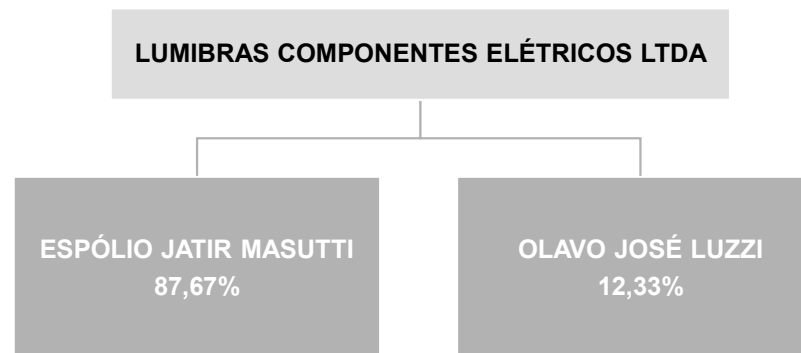 LUMIBRAS COMPONENTES ELÉTRICOS LTDA
ESPÓLIO JATIR MASUTTI
87,67%
OLAVO JOSÉ LUZZI
12,33%